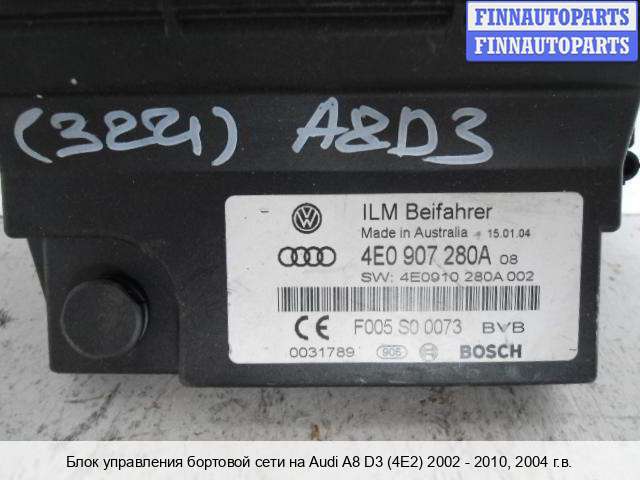 FINNAUTOPARTS
FINNAUTOPARTS
(3221) A8D3
ILM Beifahrer
Made in Australia 15.01.04
4E0 907 280A 08
SW: 4E0910 280A 002
CE F005 S0 0073 BVB
0031789 906 BOSCH
Блок управления бортовой сети на Audi A8 D3 (4E2) 2002 - 2010, 2004 г.в.